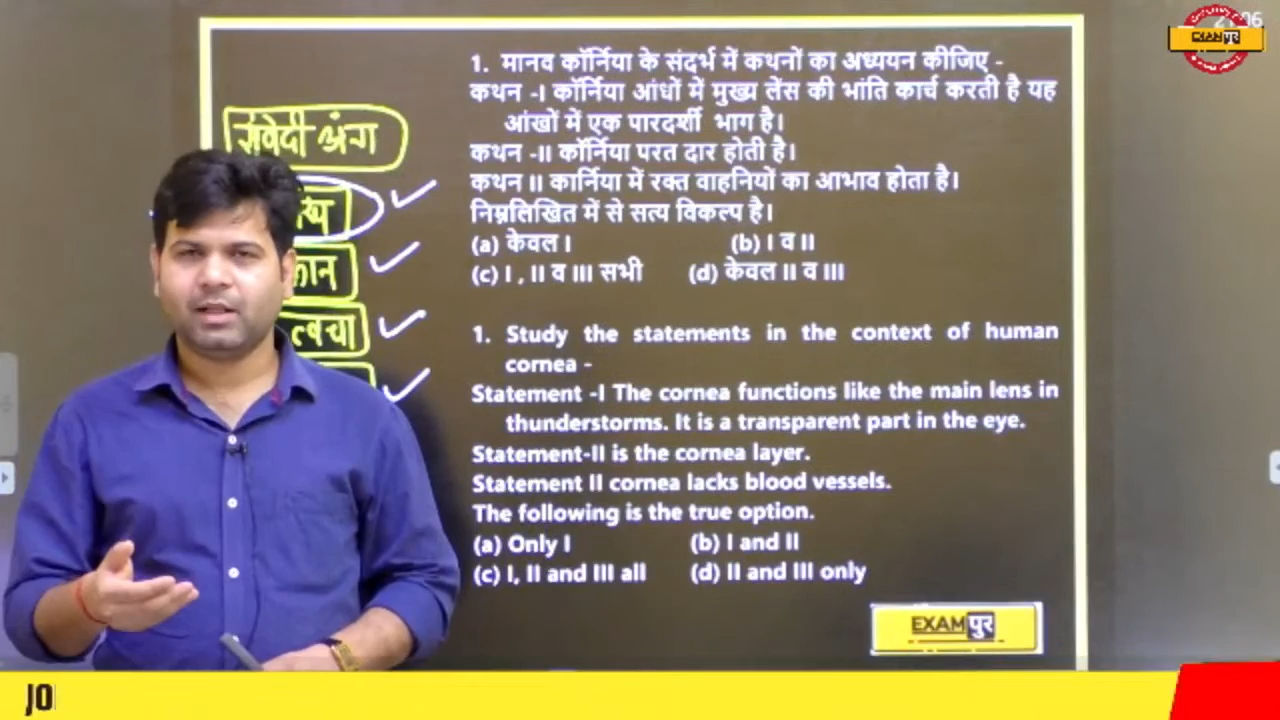 EXAMपुर
संवेदी अंग
कान
त्वचा
1. मानव कॉर्निया के संदर्भ में कथनों का अध्ययन कीजिए -
कथन -I कॉर्निया आंधों में मुख्य लेंस की भांति कार्च करती है यह
आंखों में एक पारदर्शी भाग है।
कथन -II कॉर्निया परत दार होती है।
कथन II कार्निया में रक्त वाहनियों का आभाव होता है।
निम्नलिखित में से सत्य विकल्प है।
(a) केवल I (b) I व II
(c) I , II व III सभी (d) केवल II व III
1. Study the statements in the context of human
cornea -
Statement -I The cornea functions like the main lens in
thunderstorms. It is a transparent part in the eye.
Statement-II is the cornea layer.
Statement II cornea lacks blood vessels.
The following is the true option.
(a) Only I (b) I and II
(c) I, II and III all (d) II and III only
EXAMपुर
JO